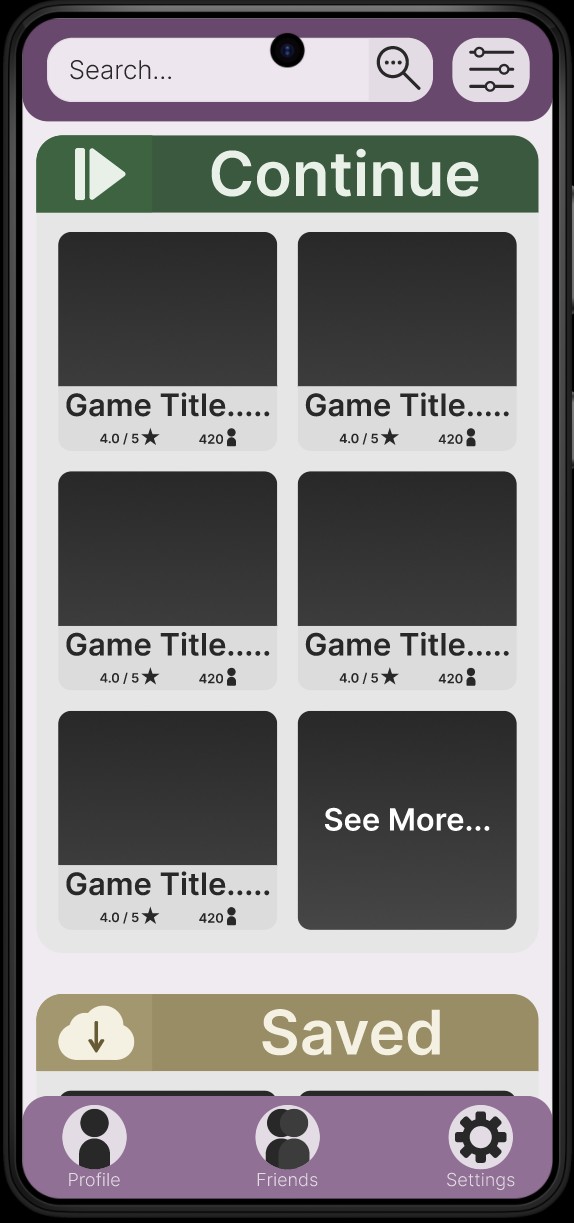 Search...
Continue
Game Title..... Game Title.....
4.0 / 5 420 4.0 / 5 420
Game Title..... Game Title.....
4.0 / 5 420 4.0 / 5 420
Game Title.....
4.0 / 5 420
See More...
Saved
Profile Friends Settings